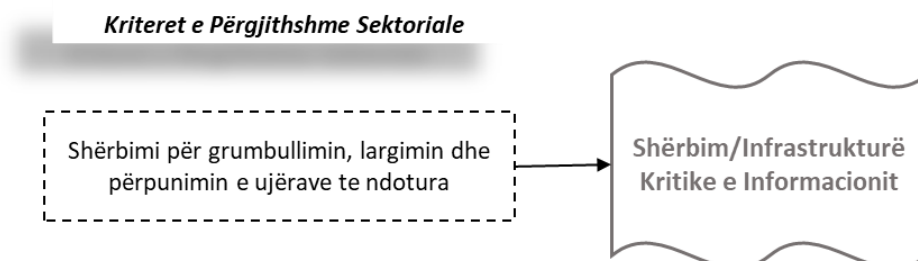 Kriteret e Përgjithshme Sektoriale
Shërbimi për grumbullimin, largimin dhe
përpunimin e ujërave te ndotura
Shërbim/Infrastrukturë
Kritike e Informacionit